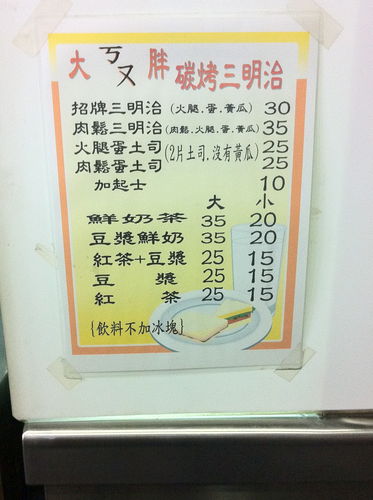 大ㄎㄡ胖碳烤三明治
招牌三明治(火腿.蛋.黃瓜) 30
肉鬆三明治(肉鬆.火腿.蛋.黃瓜) 35
火腿蛋土司 25
(2片土司.沒有黃瓜)
肉鬆蛋土司 25
加起士 10
大 小
鮮奶茶 35 20
豆漿鮮奶 35 20
紅茶+豆漿 25 15
豆漿 25 15
紅茶 25 15
{飲料不加冰塊}